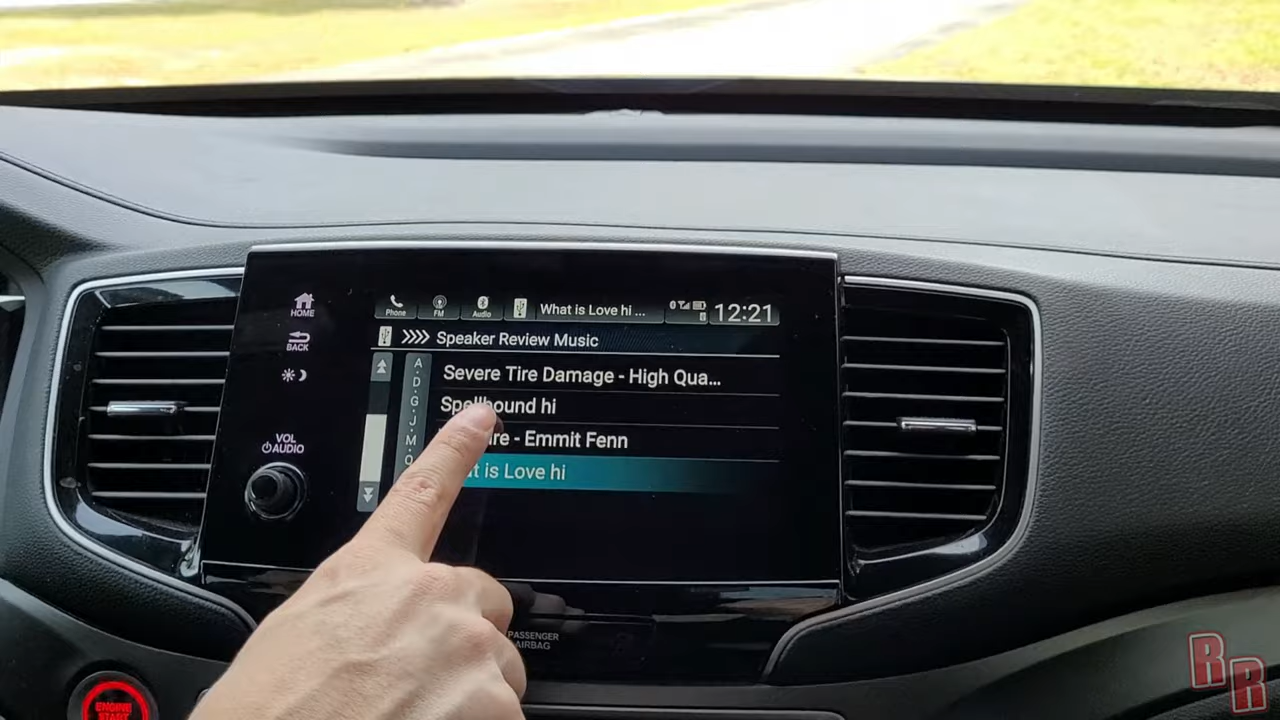 HOME
Phone
FM
Audio
What is Love hi ...
12:21
BACK
Speaker Review Music
A
D
G
J
M
Severe Tire Damage - High Qua...
Spellbound hi
- Emmit Fenn
is Love hi
VOL
AUDIO
PASSENGER
AIRBAG
ENGINE
START
RR